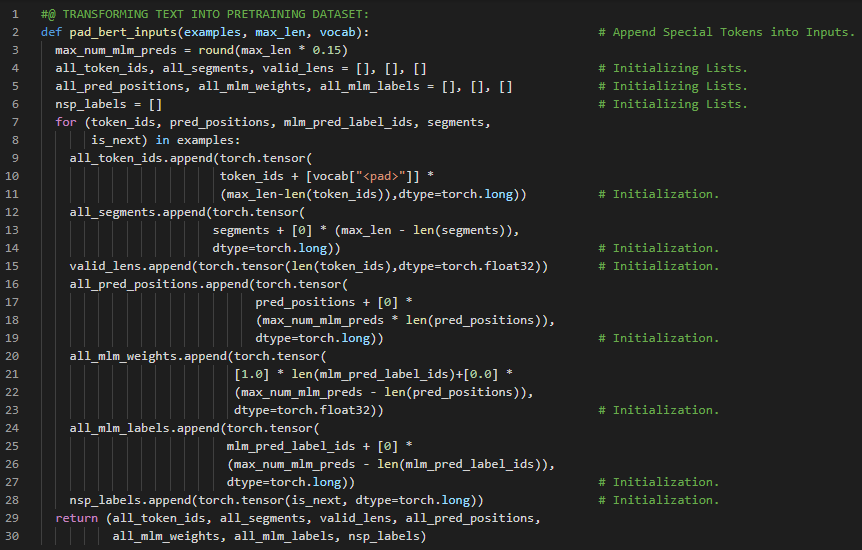 1 #@ TRANSFORMING TEXT INTO PRETRAINING DATASET:
2 def pad_bert_inputs(examples, max_len, vocab): # Append Special Tokens into Inputs.
3 max_num_mlm_preds = round(max_len * 0.15)
4 all_token_ids, all_segments, valid_lens = [], [], [] # Initializing Lists.
5 all_pred_positions, all_mlm_weights, all_mlm_labels = [], [], [] # Initializing Lists.
6 nsp_labels = [] # Initializing Lists.
7 for (token_ids, pred_positions, mlm_pred_label_ids, segments,
8 is_next) in examples:
9 all_token_ids.append(torch.tensor(
10 token_ids + [vocab["<pad>"]] *
11 (max_len-len(token_ids)),dtype=torch.long)) # Initialization.
12 all_segments.append(torch.tensor(
13 segments + [0] * (max_len - len(segments)),
14 dtype=torch.long)) # Initialization.
15 valid_lens.append(torch.tensor(len(token_ids),dtype=torch.float32)) # Initialization.
16 all_pred_positions.append(torch.tensor(
17 pred_positions + [0] *
18 (max_num_mlm_preds * len(pred_positions)),
19 dtype=torch.long)) # Initialization.
20 all_mlm_weights.append(torch.tensor(
21 [1.0] * len(mlm_pred_label_ids)+[0.0] *
22 (max_num_mlm_preds - len(pred_positions)),
23 dtype=torch.float32)) # Initialization.
24 all_mlm_labels.append(torch.tensor(
25 mlm_pred_label_ids + [0] *
26 (max_num_mlm_preds - len(mlm_pred_label_ids)),
27 dtype=torch.long)) # Initialization.
28 nsp_labels.append(torch.tensor(is_next, dtype=torch.long)) # Initialization.
29 return (all_token_ids, all_segments, valid_lens, all_pred_positions,
30 all_mlm_weights, all_mlm_labels, nsp_labels)